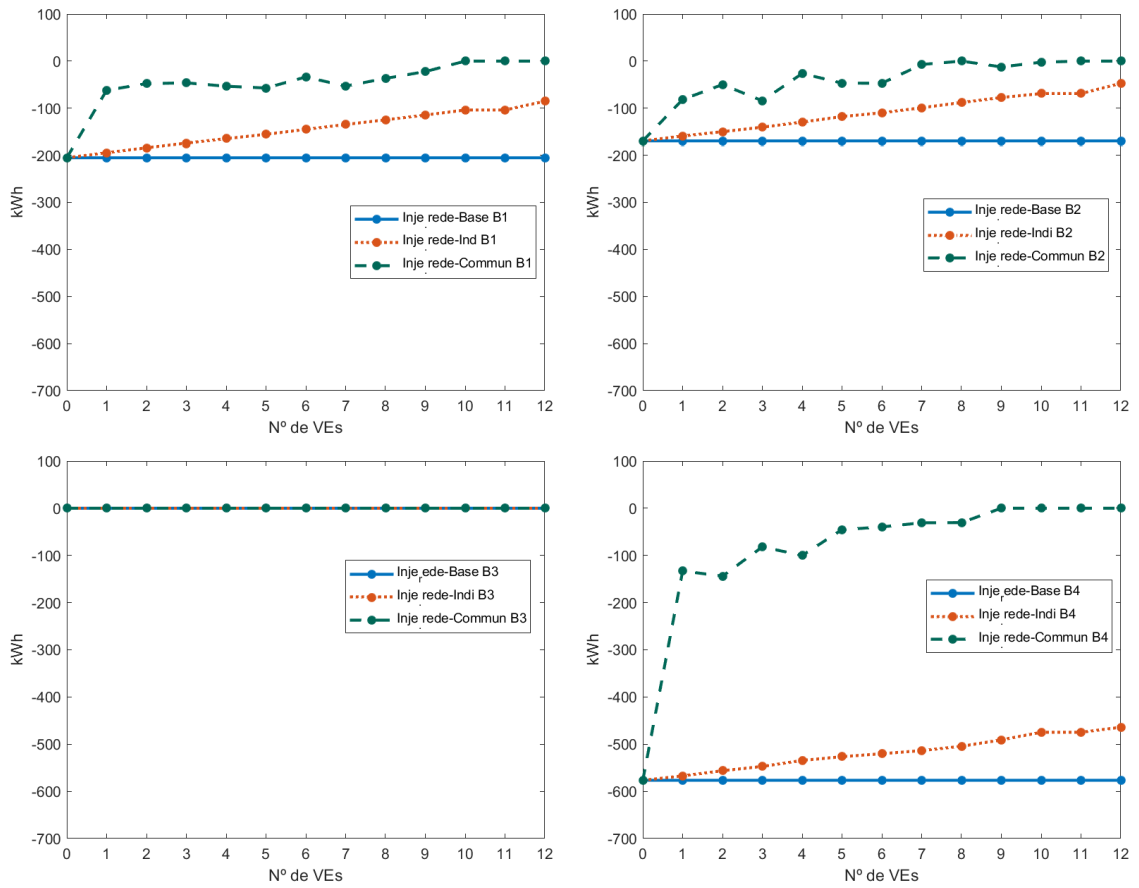 100
0
-100
-200
-300
-400
-500
-600
-700
kWh
0 1 2 3 4 5 6 7 8 9 10 11 12
Nº de VEs
Inje rede-Base B1
Inje rede-Ind B1
Inje rede-Commun B1
100
0
-100
-200
-300
-400
-500
-600
-700
kWh
0 1 2 3 4 5 6 7 8 9 10 11 12
Nº de VEs
Inje rede-Base B2
Inje rede-Indi B2
Inje rede-Commun B2
100
0
-100
-200
-300
-400
-500
-600
-700
kWh
0 1 2 3 4 5 6 7 8 9 10 11 12
Nº de VEs
Inje_rede-Base B3
Inje rede-Indi B3
Inje rede-Commun B3
100
0
-100
-200
-300
-400
-500
-600
-700
kWh
0 1 2 3 4 5 6 7 8 9 10 11 12
Nº de VEs
Inje_rede-Base B4
Inje rede-Indi B4
Inje rede-Commun B4